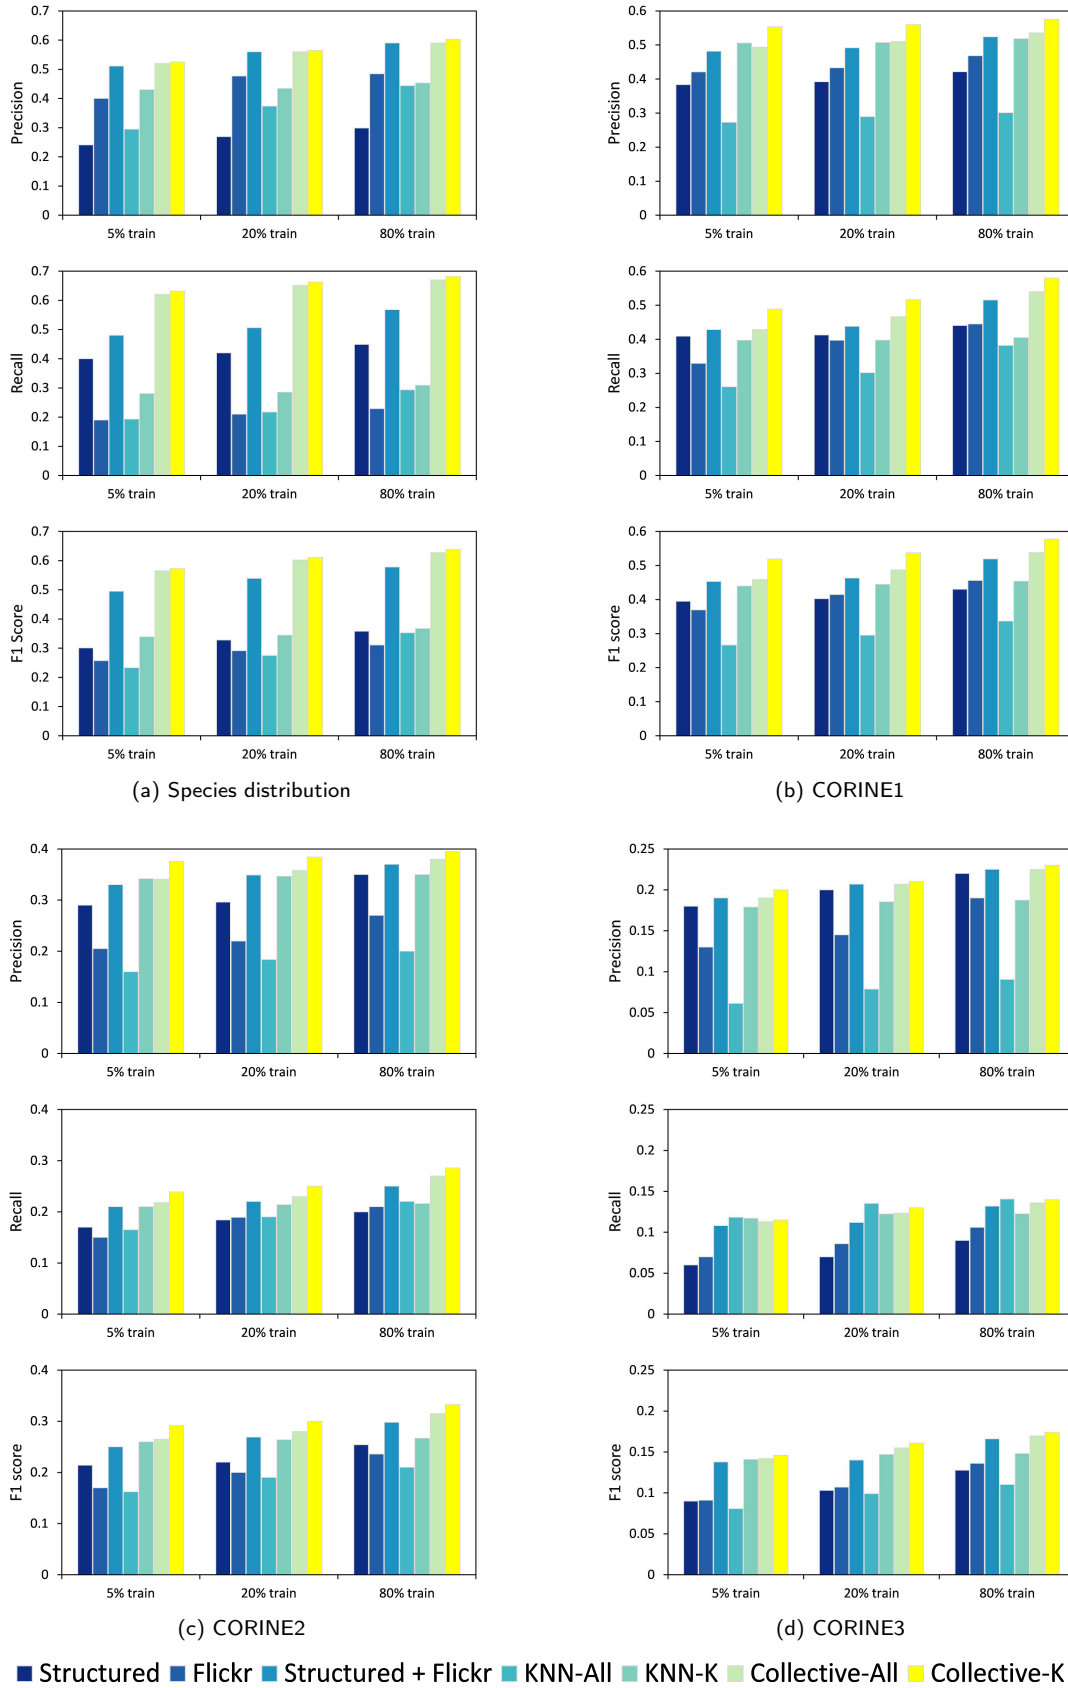 0.7
0.6
0.5
0.4
0.3
0.2
0.1
0
Precision
5% train 20% train 80% train
0.6
0.5
0.4
0.3
0.2
0.1
0
Precision
5% train 20% train 80% train
0.7
0.6
0.5
0.4
0.3
0.2
0.1
0
Recall
5% train 20% train 80% train
0.6
0.5
0.4
0.3
0.2
0.1
0
Recall
5% train 20% train 80% train
0.7
0.6
0.5
0.4
0.3
0.2
0.1
0
F1 Score
5% train 20% train 80% train
(a) Species distribution
0.6
0.5
0.4
0.3
0.2
0.1
0
F1 score
5% train 20% train 80% train
(b) CORINE1
0.4
0.3
0.2
0.1
0
Precision
5% train 20% train 80% train
0.25
0.2
0.15
0.1
0.05
0
Precision
5% train 20% train 80% train
0.4
0.3
0.2
0.1
0
Recall
5% train 20% train 80% train
0.25
0.2
0.15
0.1
0.05
0
Recall
5% train 20% train 80% train
0.4
0.3
0.2
0.1
0
F1 score
5% train 20% train 80% train
(c) CORINE2
0.25
0.2
0.15
0.1
0.05
0
F1 score
5% train 20% train 80% train
(d) CORINE3
Structured Flickr Structured + Flickr KNN-All KNN-K Collective-All Collective-K